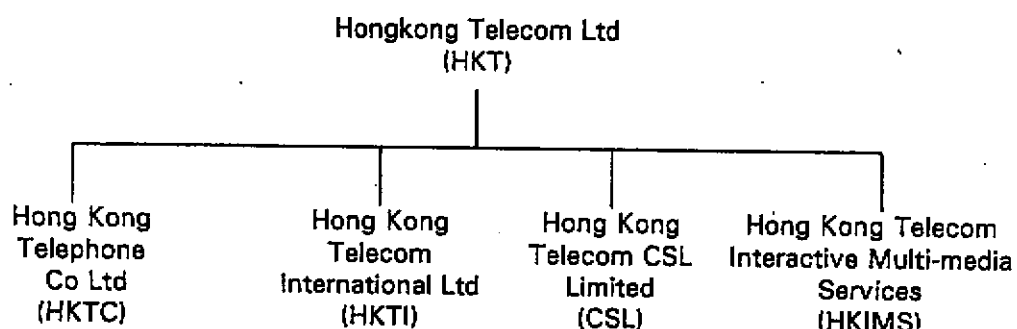 Hongkong Telecom Ltd
(HKT)
Hong Kong
Telephone
Co Ltd
(HKTC)
Hong Kong
Telecom
International Ltd
(HKTI)
Hong Kong
Telecom CSL
Limited
(CSL)
Hong Kong Telecom
Interactive Multi-media
Services
(HKIMS)